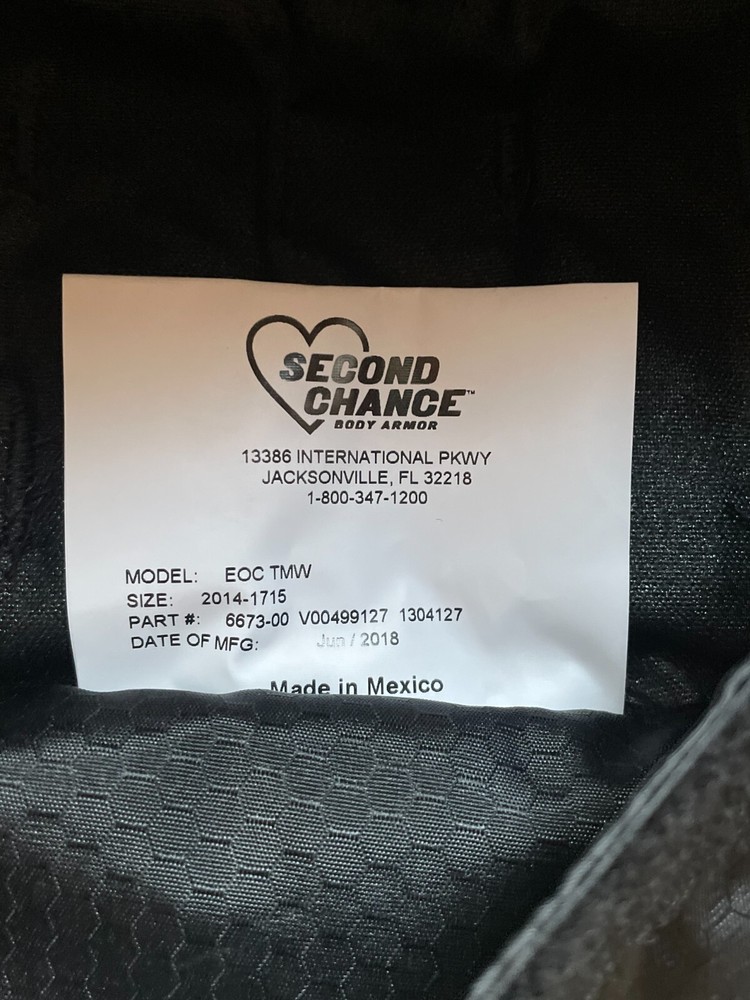 SECOND
CHANCE™
BODY ARMOR
13386 INTERNATIONAL PKWY
JACKSONVILLE, FL 32218
1-800-347-1200
MODEL: EOC TMW
SIZE: 2014-1715
PART #: 6673-00 V00499127 1304127
DATE OF MFG: Jun / 2018
Made in Mexico